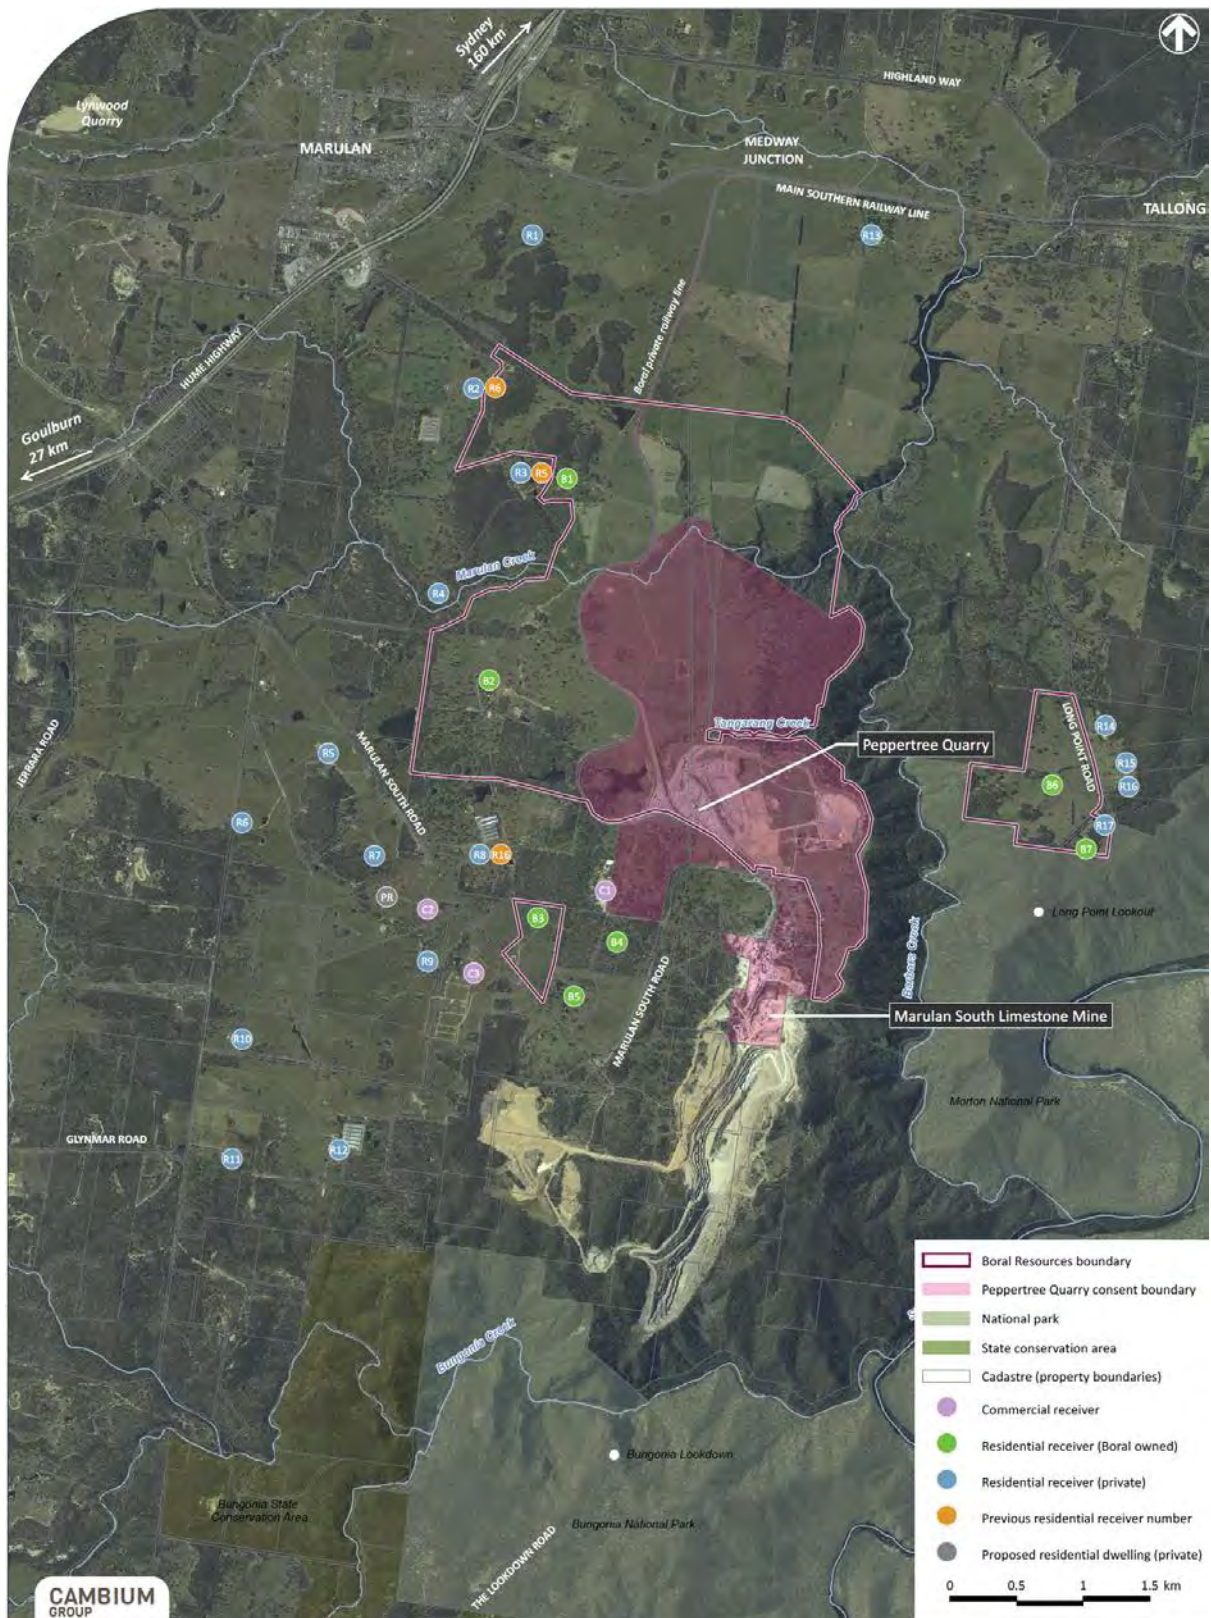 Sydney
160 km
HIGHLAND WAY
Lynwood
Quarry
MARULAN
MEDWAY
JUNCTION
MAIN SOUTHERN RAILWAY LINE
TALLONG
R1
R13
Boral private railway line
HUME HIGHWAY
R2
R6
Goulburn
27 km
R3
R5
B1
Marulan Creek
R4
B2
Tangarang Creek
Peppertree Quarry
JERRARA ROAD
MARULAN SOUTH ROAD
R5
LONG POINT ROAD
R14
R15
B6
R16
R6
R17
R7
R8
R16
B7
PR
C1
C2
B3
Long Point Lookout
B4
R9
C3
B5
MARULAN SOUTH ROAD
Barbers Creek
Marulan South Limestone Mine
R10
Morton National Park
GLYNMAR ROAD
R11
R12
Bungonia Creek
Bungonia Lookdown
Bungonia State
Conservation Area
Bungonia National Park
THE LOOKDOWN ROAD
Boral Resources boundary
Peppertree Quarry consent boundary
National park
State conservation area
Cadastre (property boundaries)
Commercial receiver
Residential receiver (Boral owned)
Residential receiver (private)
Previous residential receiver number
Proposed residential dwelling (private)
0 0.5 1 1.5 km
CAMBIUM
GROUP